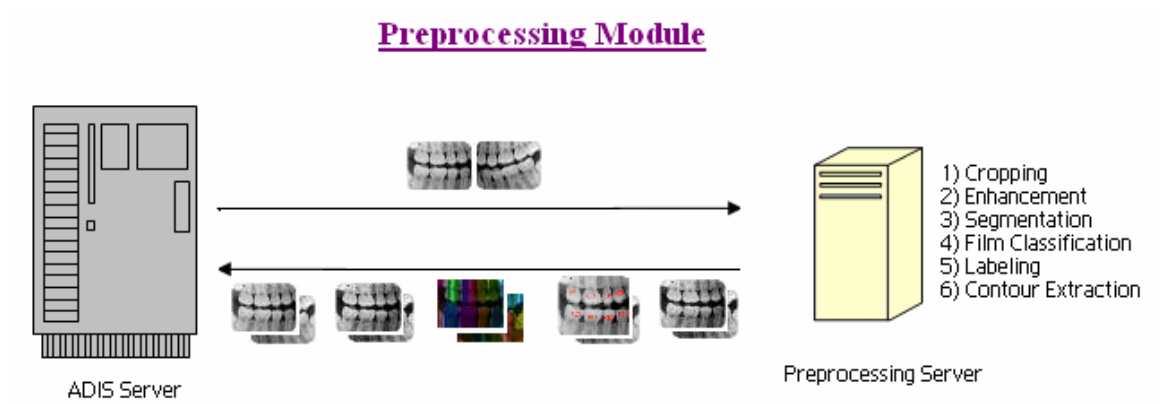 Preprocessing Module
1) Cropping
2) Enhancement
3) Segmentation
4) Film Classification
5) Labeling
6) Contour Extraction
Preprocessing Server
ADIS Server